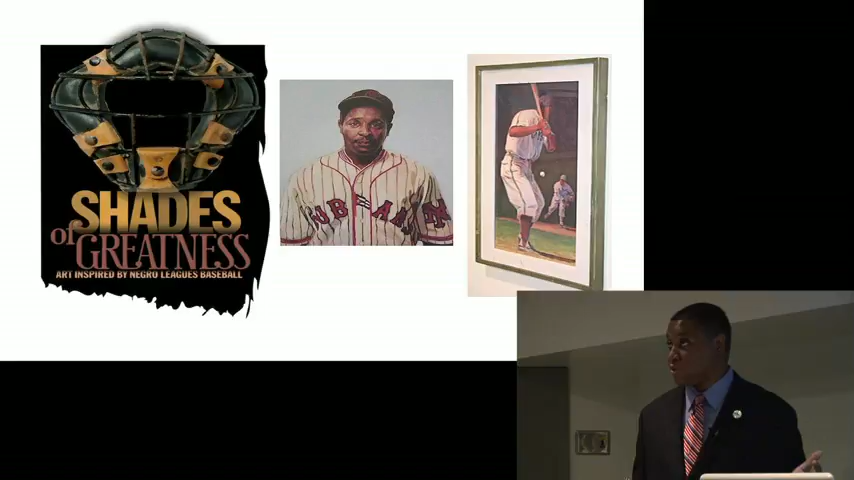 SHADES
of GREATNESS
ART INSPIRED BY NEGRO LEAGUES BASEBALL